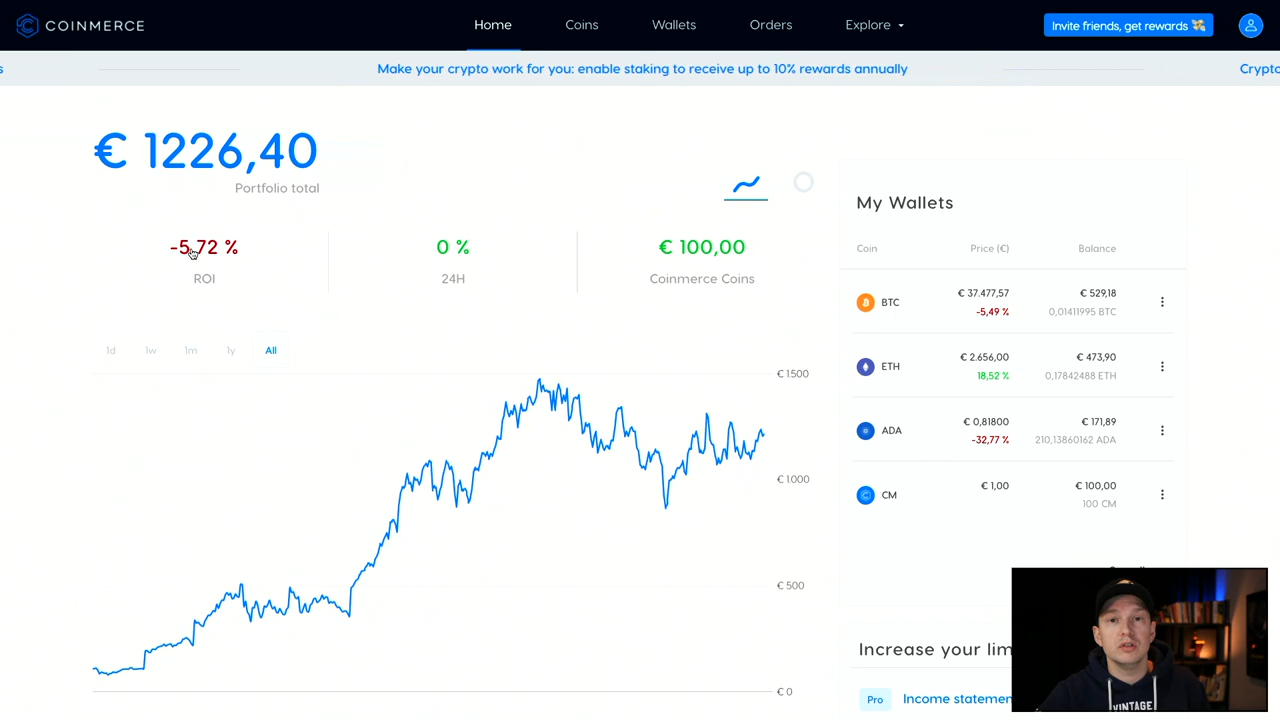 COINMERCE
Home
Coins
Wallets
Orders
Explore
Invite friends, get rewards
s
Make your crypto work for you: enable staking to receive up to 10% rewards annually
Crypto
€ 1226,40
Portfolio total
-5,72 %
ROI
0 %
24H
€ 100,00
Coinmerce Coins
1d
1w
1m
1y
All
€ 1500
€ 1.000
€ 500
€ 0
My Wallets
Coin
Price (€)
Balance
BTC
€ 37.477,57
-5,49 %
€ 529,18
0,01411995 BTC
ETH
€ 2.656,00
18,52 %
€ 473,90
0,17842488 ETH
ADA
€ 0,81800
-32,77 %
€ 171,89
210,13860162 ADA
CM
€ 1,00
€ 100,00
100 CM
Increase your lim
Pro
Income statemen
VINTAGE